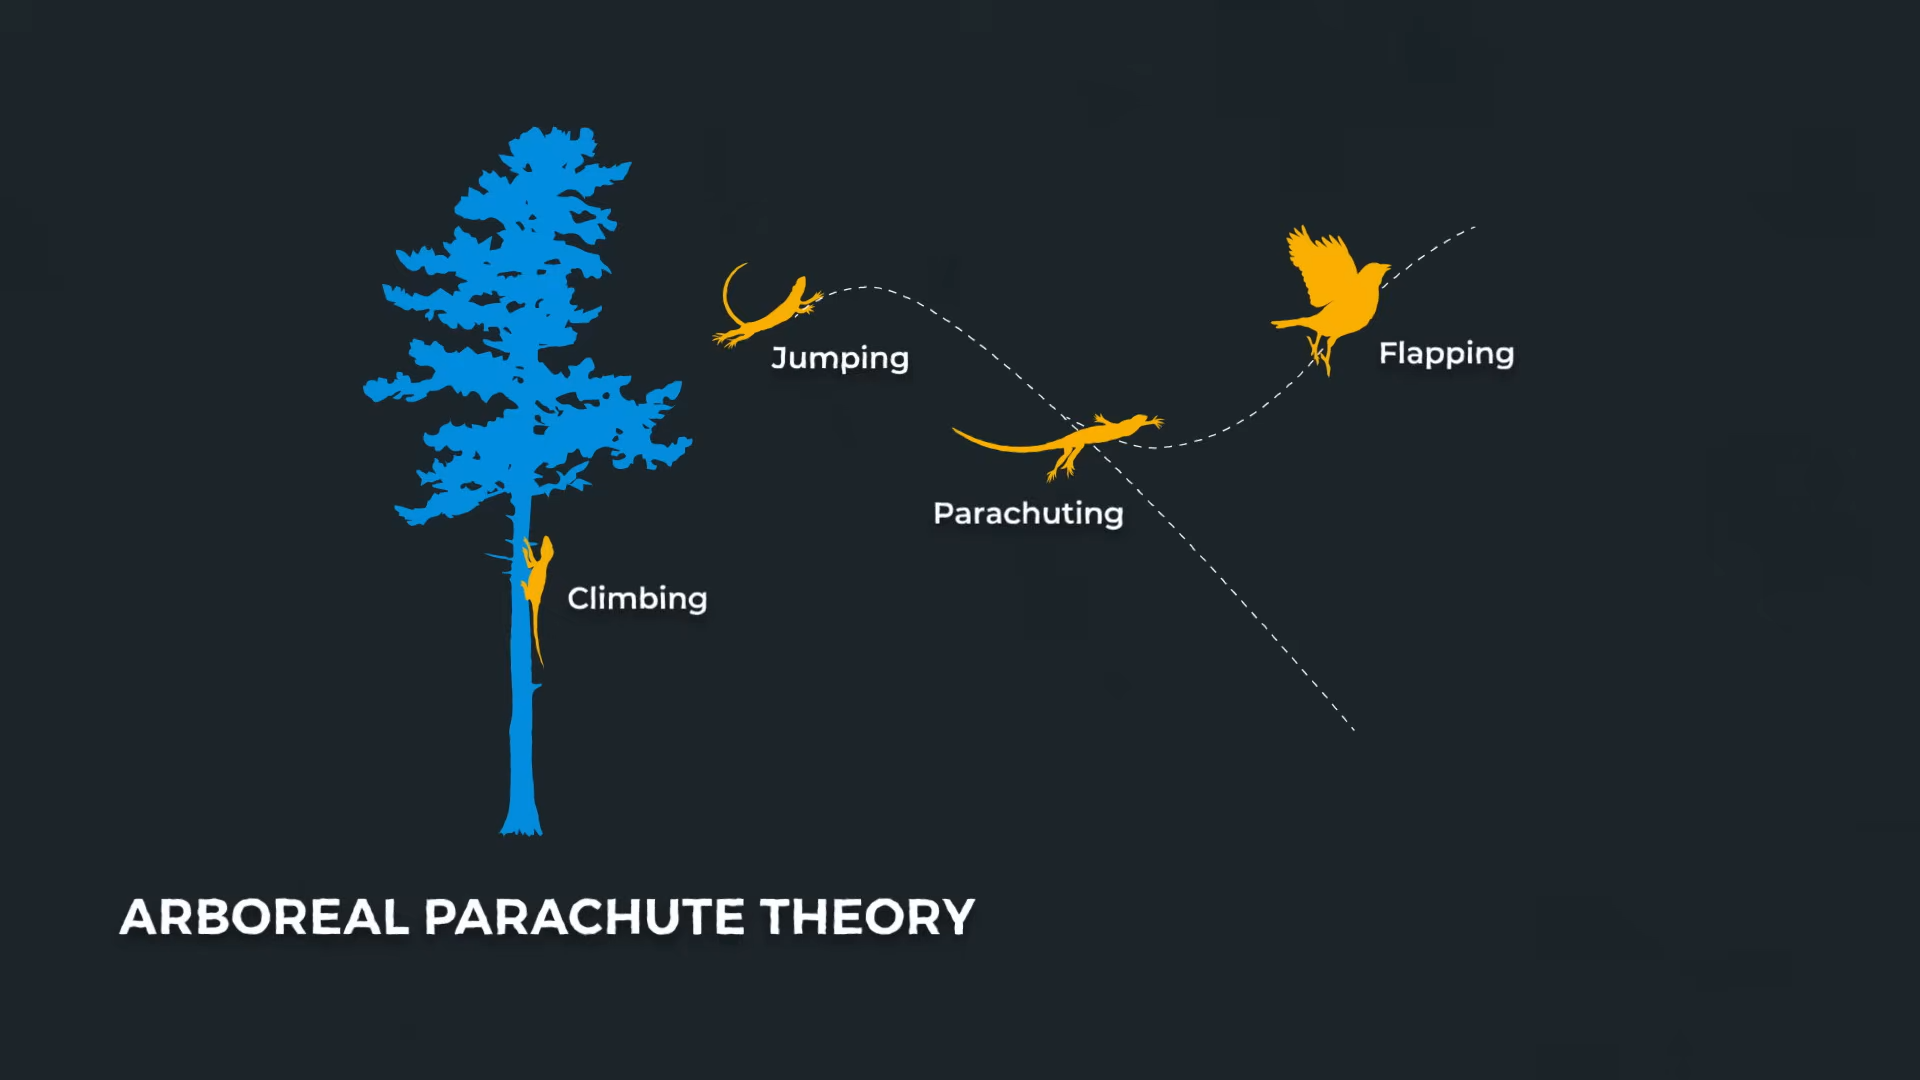 Jumping
Flapping
Parachuting
Climbing
ARBOREAL PARACHUTE THEORY